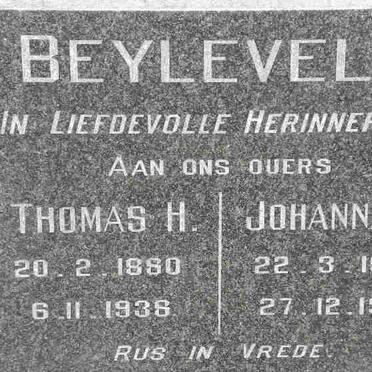 BEYLEVEL
IN LIEFDEVOLLE HERINNER
AAN ONS OUERS
THOMAS H. JOHANN
20.2.1880 22.3.1
6.11.1938 27.12.1
RUS IN VREDE.